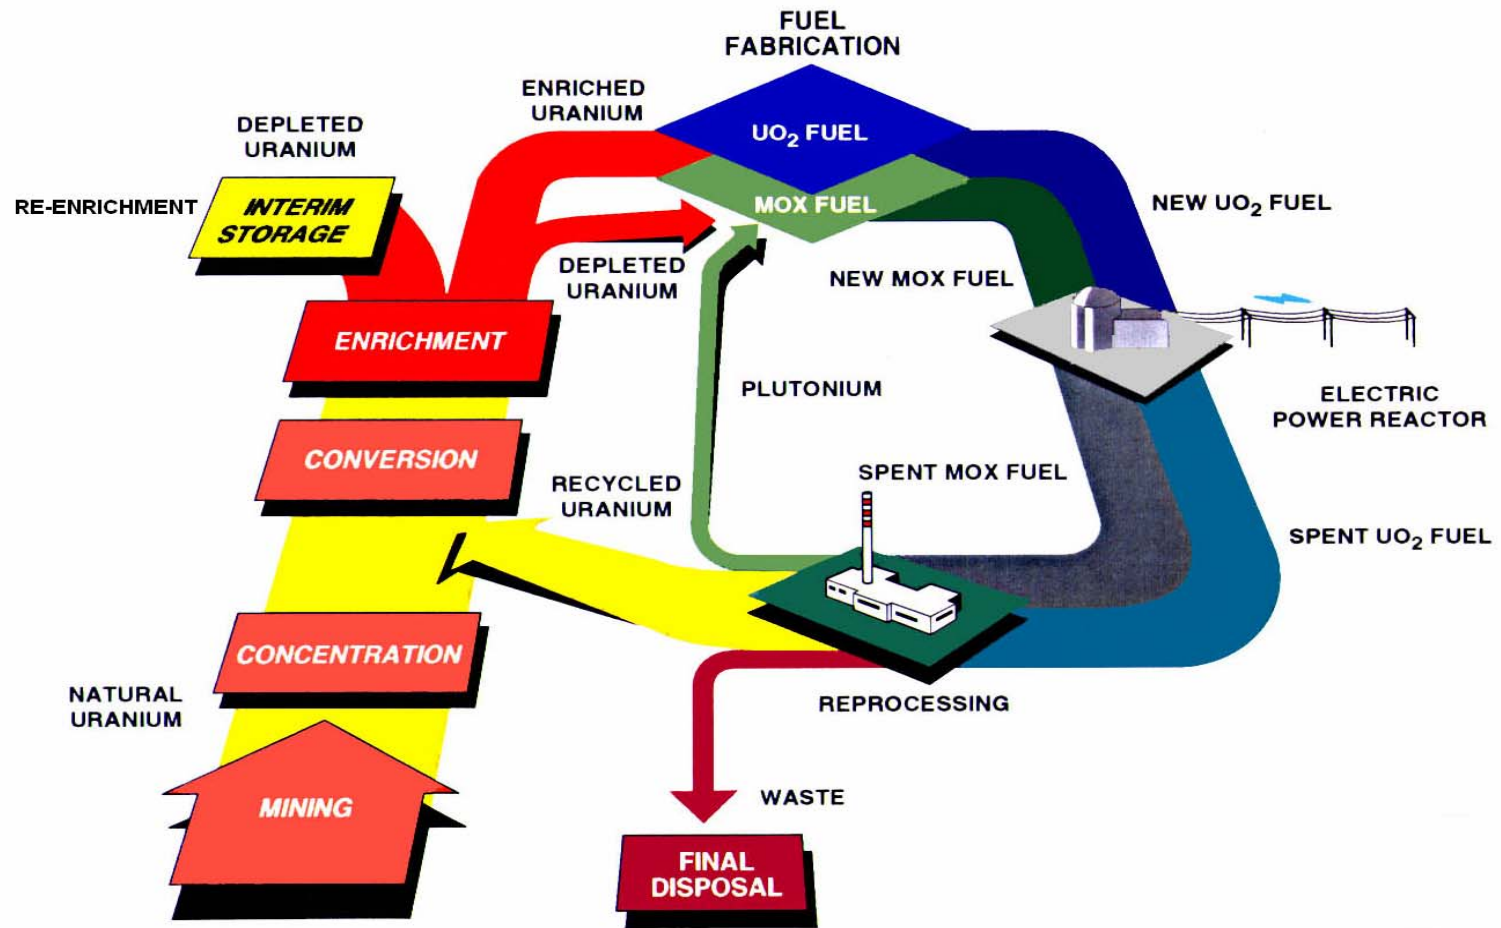 FUEL
FABRICATION
ENRICHED
URANIUM
UO₂ FUEL
DEPLETED
URANIUM
RE-ENRICHMENT
INTERIM
STORAGE
MOX FUEL
NEW UO₂ FUEL
DEPLETED
URANIUM
NEW MOX FUEL
ENRICHMENT
PLUTONIUM
ELECTRIC
POWER REACTOR
CONVERSION
RECYCLED
URANIUM
SPENT MOX FUEL
SPENT UO₂ FUEL
CONCENTRATION
NATURAL
URANIUM
REPROCESSING
MINING
WASTE
FINAL
DISPOSAL